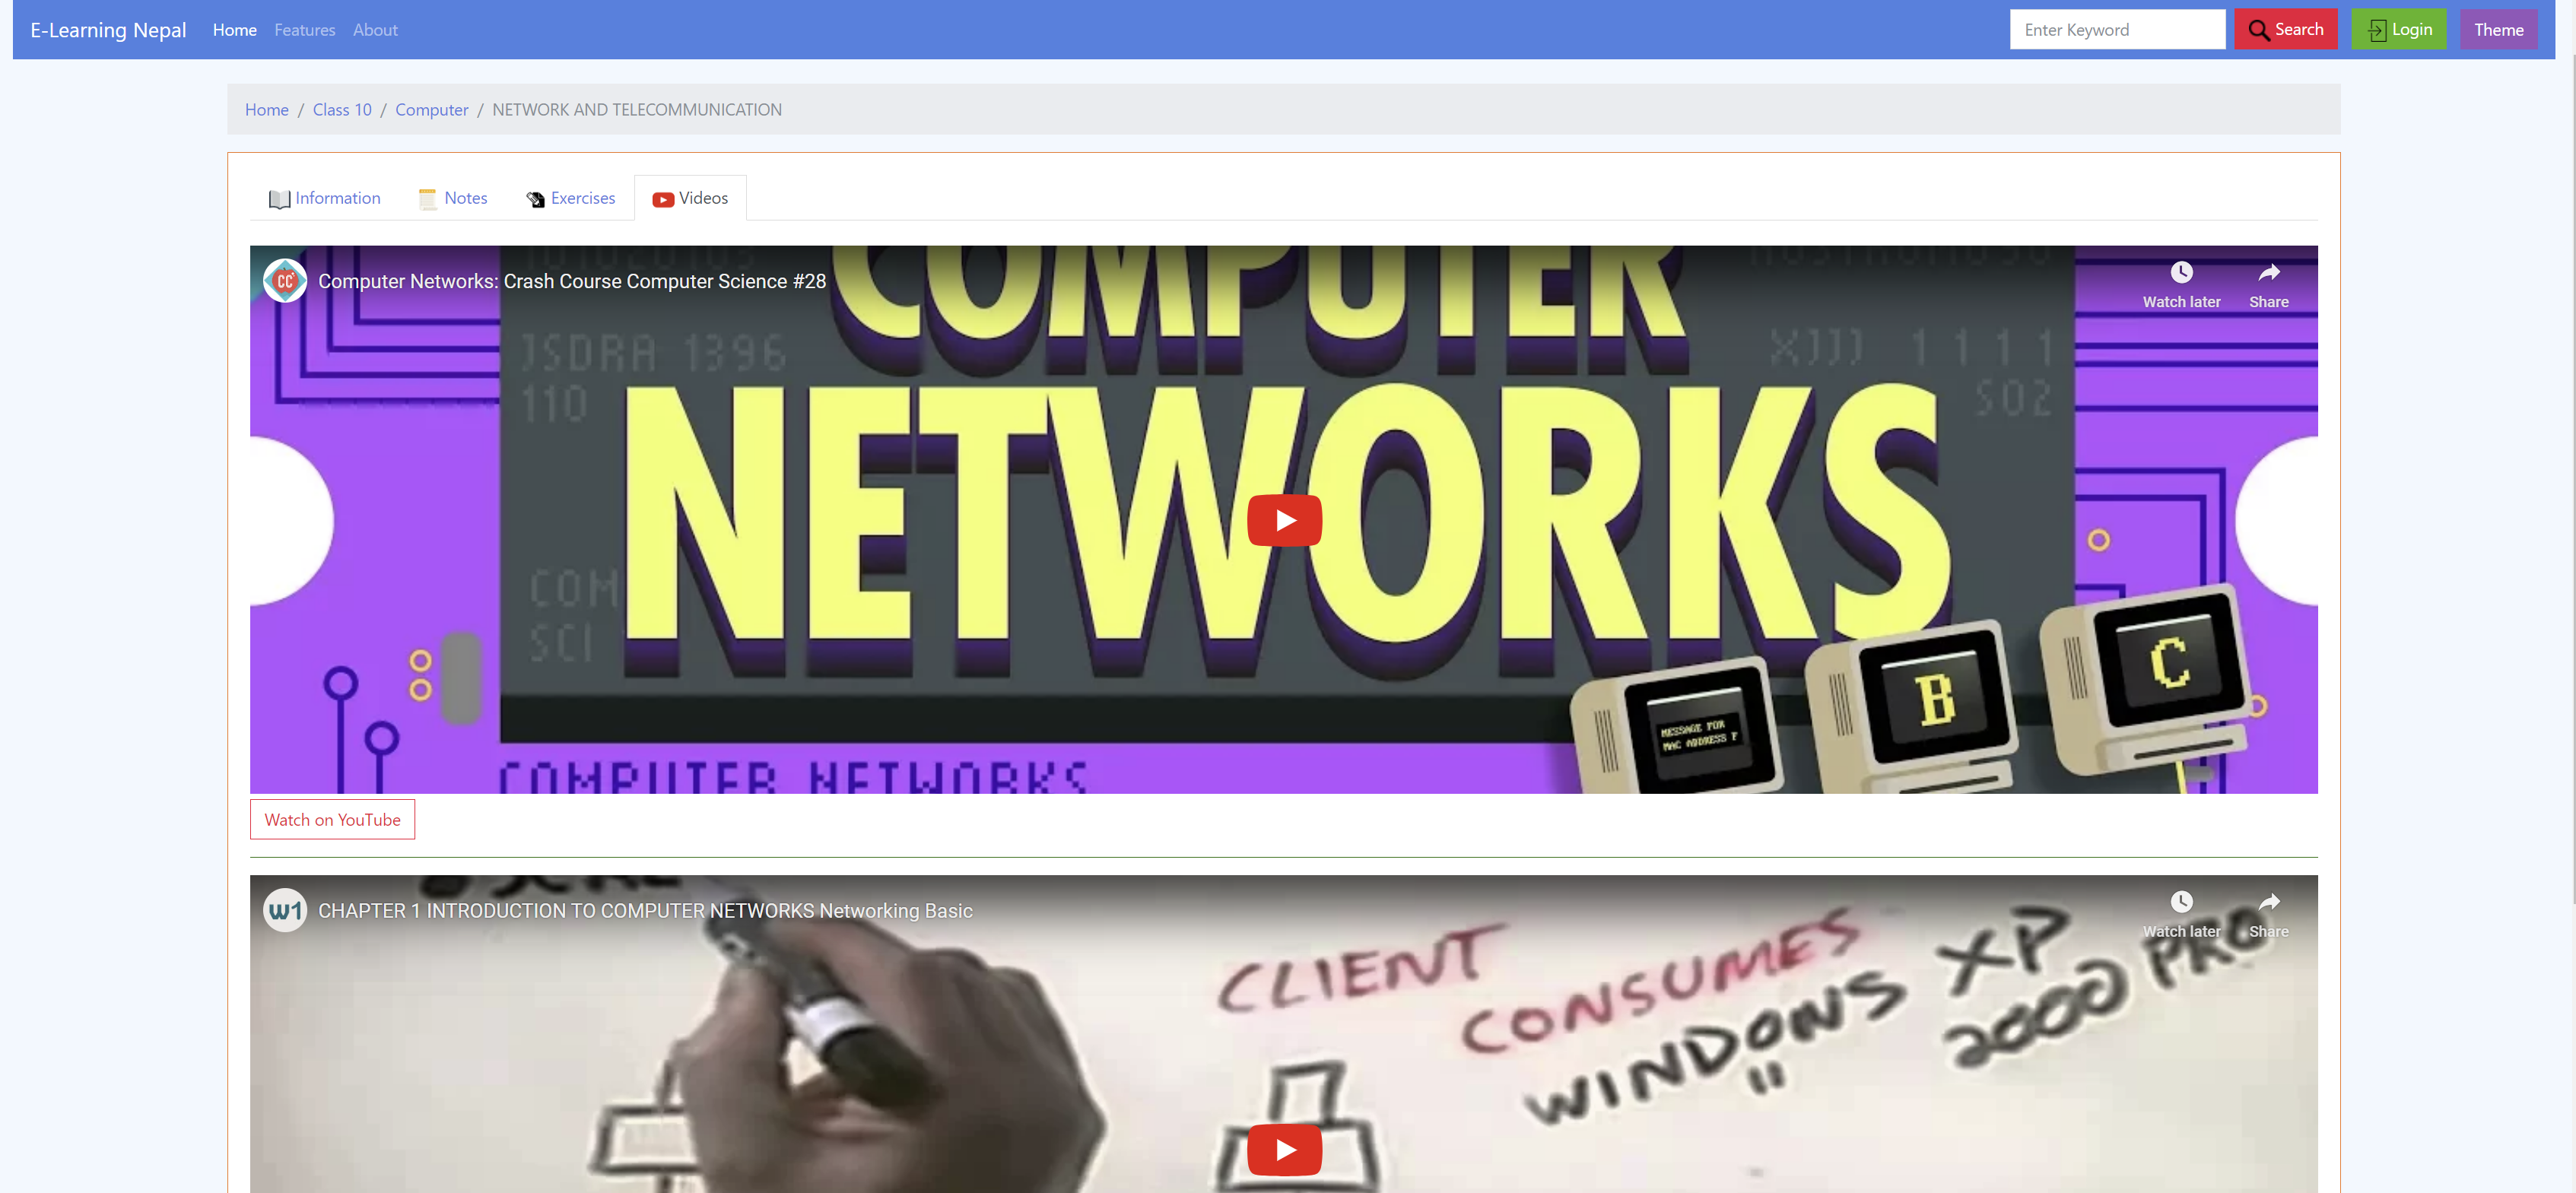 E-Learning Nepal Home Features About Enter Keyword Search Login Theme
Home / Class 10 / Computer / NETWORK AND TELECOMMUNICATION
Information Notes Exercises Videos
CC Computer Networks: Crash Course Computer Science #28 Watch later Share
COMPUTER
JSDRA 1396
X))) 1 1 1 1
110
S02
NETWORKS
COM
SCI
MESSAGE FOR
MAC ADDRESS F
B
C
COMPUTER NETWORKS
Watch on YouTube
w1 CHAPTER 1 INTRODUCTION TO COMPUTER NETWORKS Networking Basic Watch later Share
CLIENT
CONSUMES
WINDOWS XP
" 2000 PRO